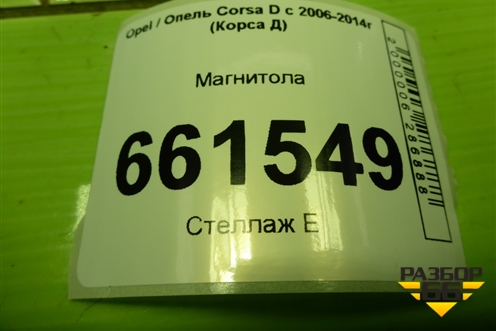 Opel / Опель Corsa D с 2006-2014г
(Корса Д)
Магнитола
661549
Стеллаж Е
РАЗБОР
66